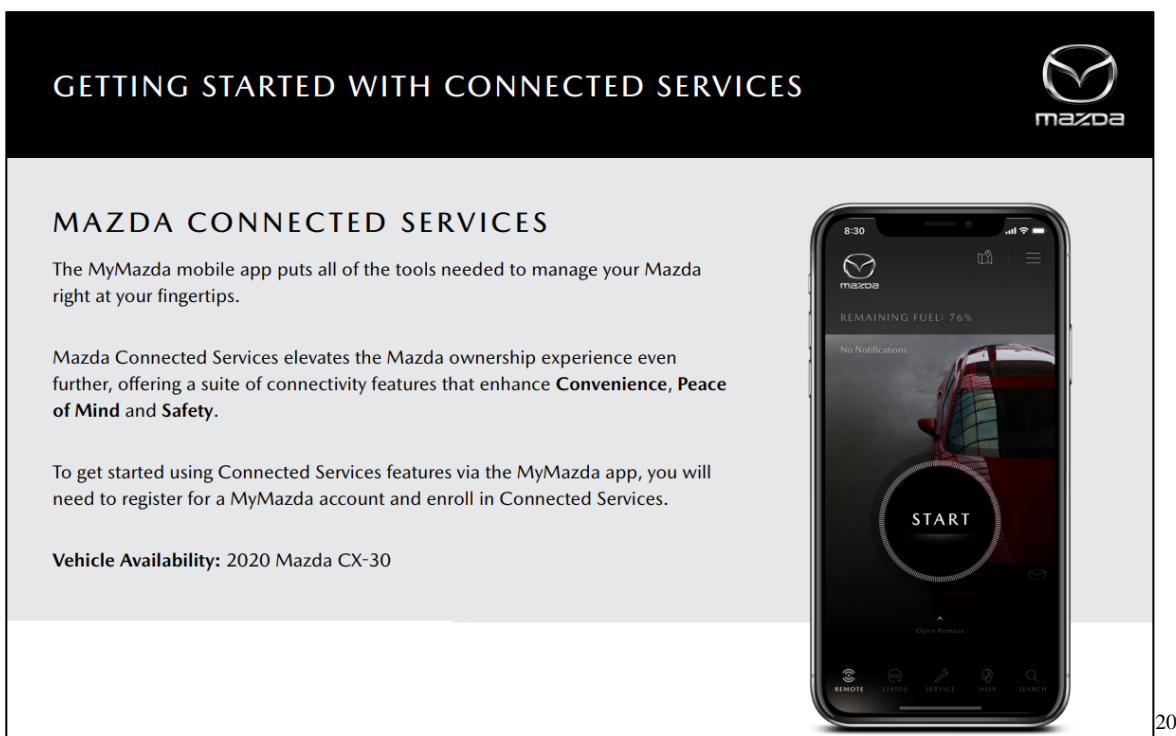 GETTING STARTED WITH CONNECTED SERVICES
mazda
MAZDA CONNECTED SERVICES
The MyMazda mobile app puts all of the tools needed to manage your Mazda
right at your fingertips.
Mazda Connected Services elevates the Mazda ownership experience even
further, offering a suite of connectivity features that enhance Convenience, Peace
of Mind and Safety.
To get started using Connected Services features via the MyMazda app, you will
need to register for a MyMazda account and enroll in Connected Services.
Vehicle Availability: 2020 Mazda CX-30
8:30
mazda
REMAINING FUEL: 76%
No Notifications
START
Open Remote
REMOTE STATUS SERVICE HELP SEARCH
20